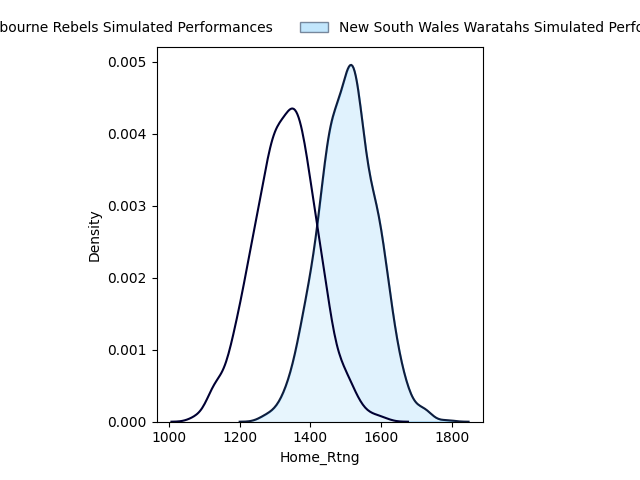 bourne Rebels Simulated Performances New South Wales Waratahs Simulated Perfo
0.005
0.004
0.003
0.002
0.001
0.000
Density
1000 1200 1400 1600 1800
Home_Rtng